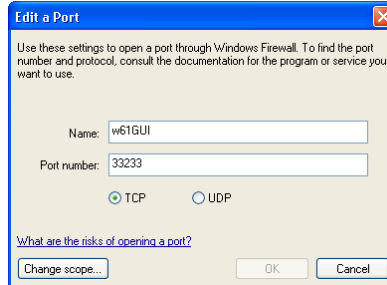 Edit a Port
Use these settings to open a port through Windows Firewall. To find the port
number and protocol, consult the documentation for the program or service you
want to use.
Name: w61GUI
Port number: 33233
TCP UDP
What are the risks of opening a port?
Change scope... OK Cancel